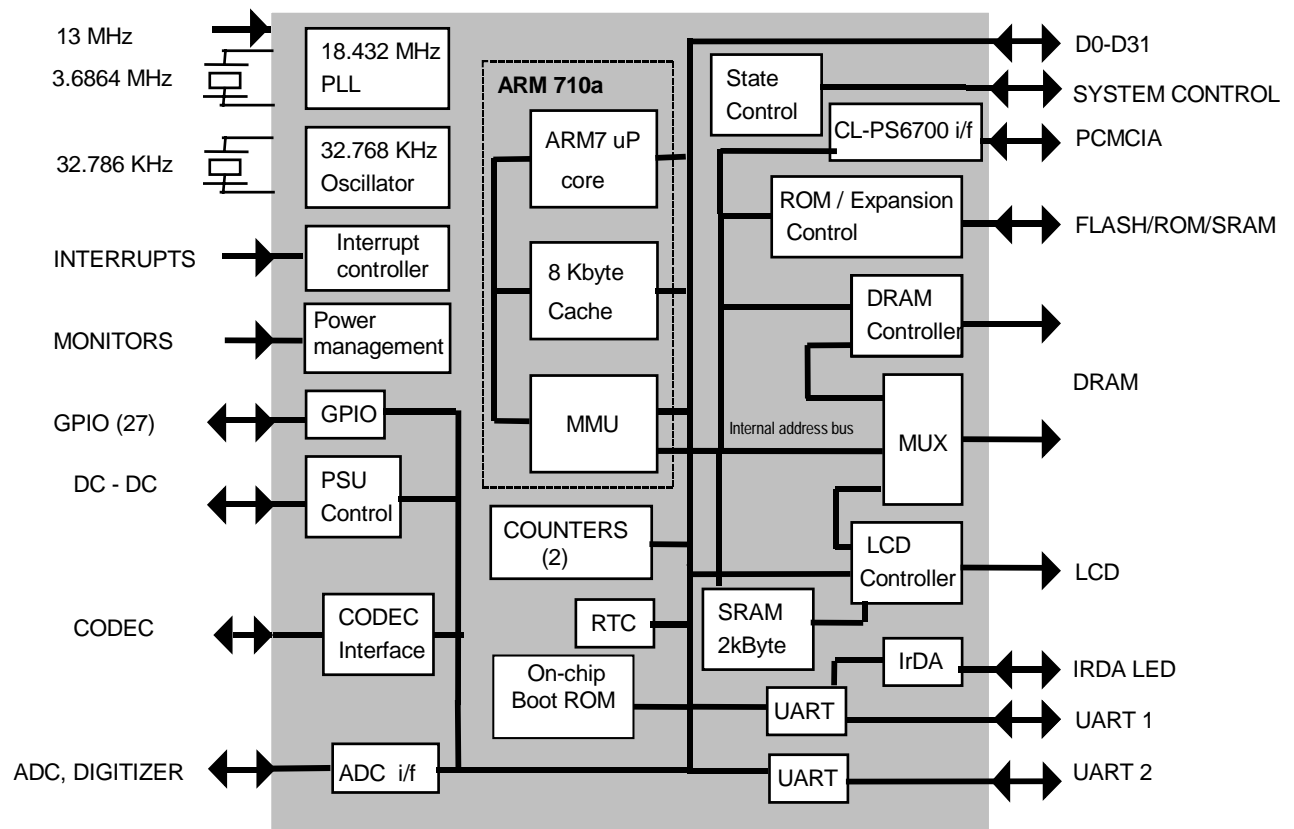 13 MHz
3.6864 MHz
32.786 KHz
INTERRUPTS
MONITORS
GPIO (27)
DC - DC
CODEC
ADC, DIGITIZER
18.432 MHz
PLL
32.768 KHz
Oscillator
Interrupt
controller
Power
management
GPIO
PSU
Control
CODEC
Interface
ADC i/f
ARM 710a
ARM7 uP
core
8 Kbyte
Cache
MMU
COUNTERS
(2)
RTC
On-chip
Boot ROM
State
Control
CL-PS6700 i/f
ROM / Expansion
Control
DRAM
Controller
Internal address bus
MUX
LCD
Controller
SRAM
2kByte
IrDA
UART
UART
D0-D31
SYSTEM CONTROL
PCMCIA
FLASH/ROM/SRAM
DRAM
LCD
IRDA LED
UART 1
UART 2